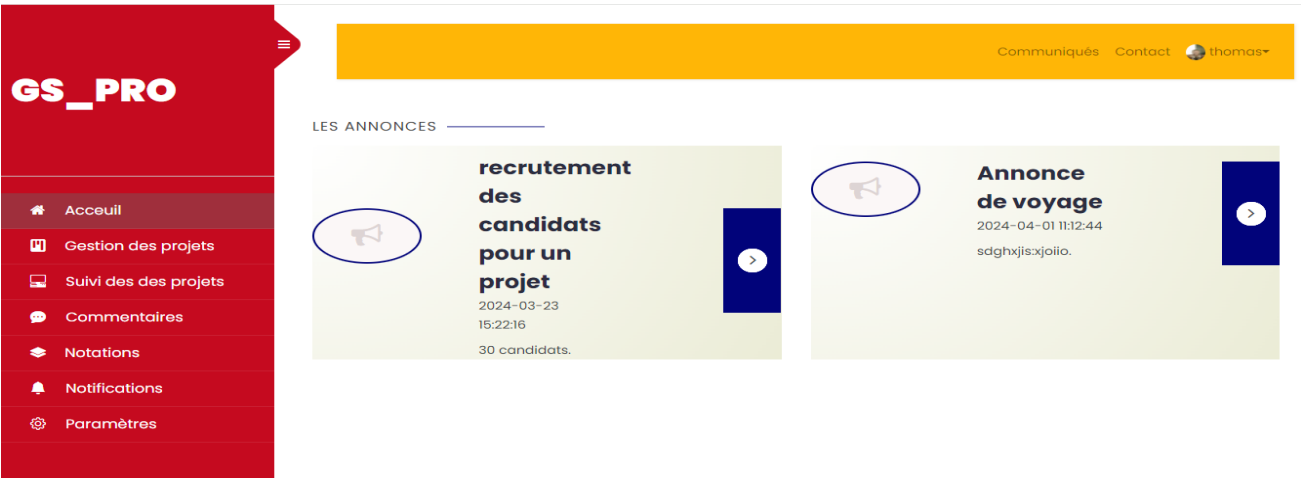 GS_PRO
Acceuil
Gestion des projets
Suivi des des projets
Commentaires
Notations
Notifications
Paramètres
Communiqués Contact thomas
LES ANNONCES
recrutement
des
candidats
pour un
projet
2024-03-23
15:22:16
30 candidats.
Annonce
de voyage
2024-04-01 11:12:44
sdghxjis:xjoiio.